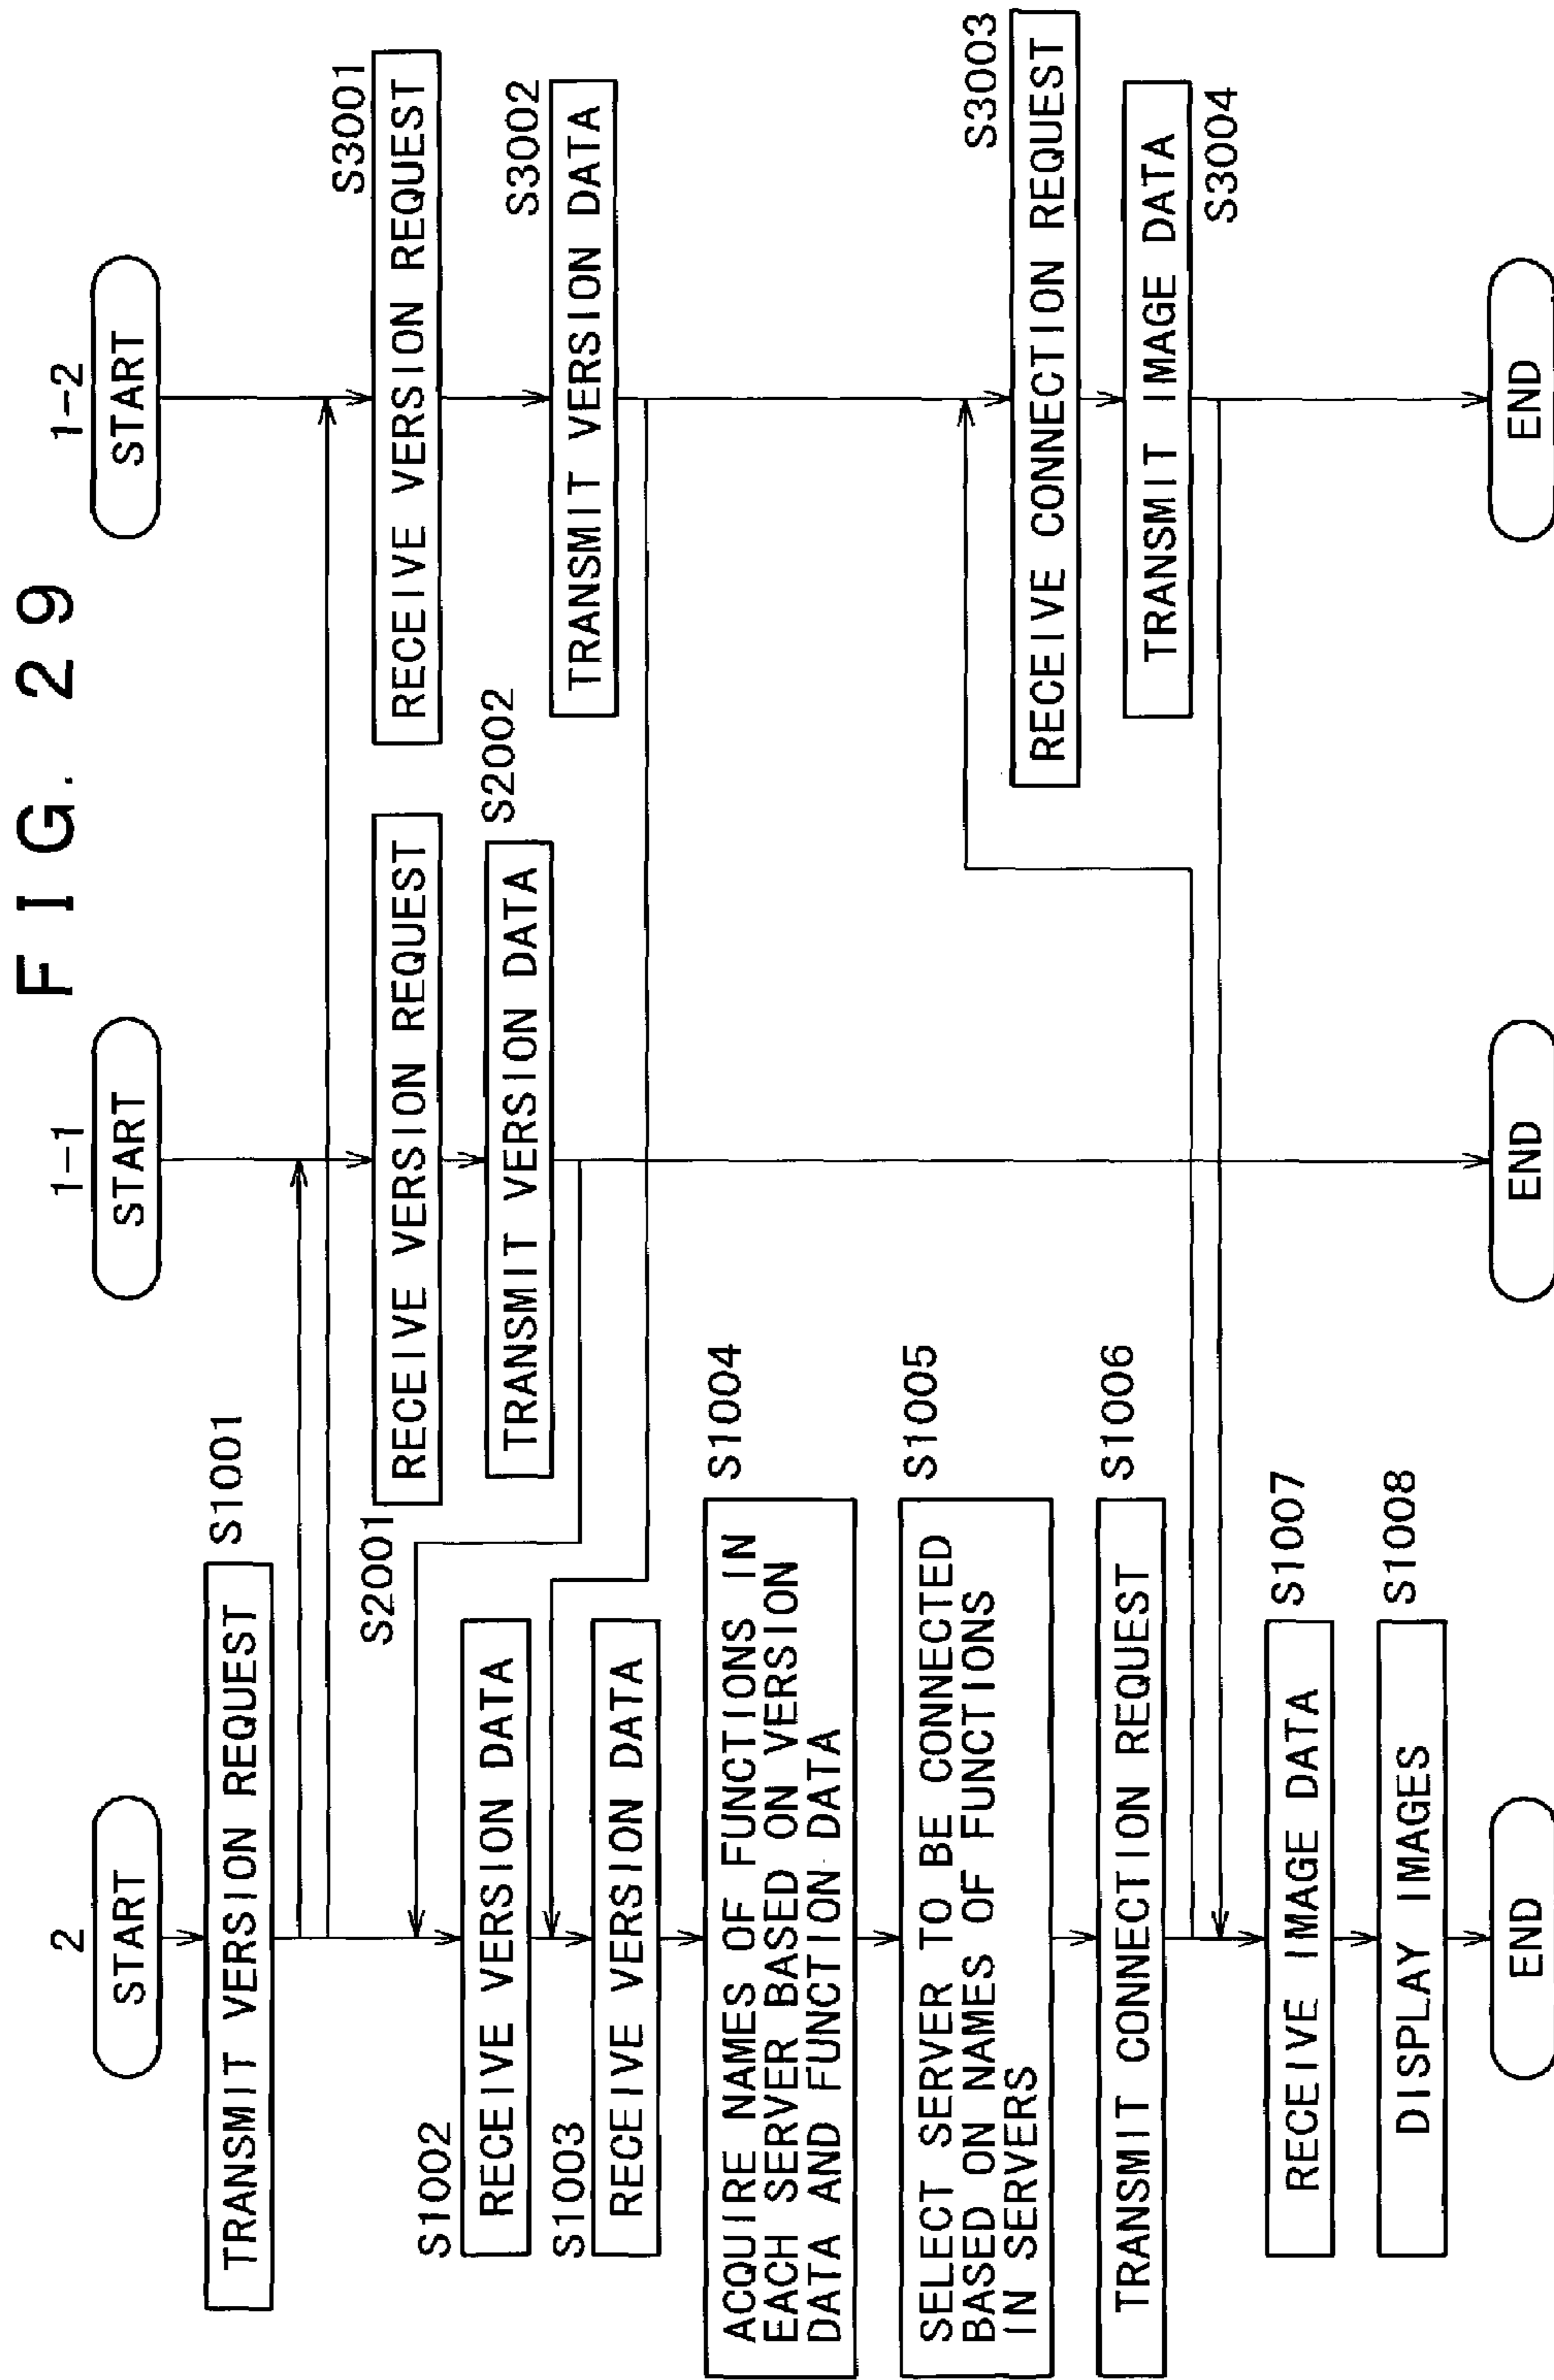 FIG. 29
2
START
TRANSMIT VERSION REQUEST
S1001
S1002
RECEIVE VERSION DATA
S1003
RECEIVE VERSION DATA
ACQUIRE NAMES OF FUNCTIONS IN
EACH SERVER BASED ON VERSION
DATA AND FUNCTION DATA
S1004
SELECT SERVER TO BE CONNECTED
BASED ON NAMES OF FUNCTIONS
IN SERVERS
S1005
TRANSMIT CONNECTION REQUEST
S1006
RECEIVE IMAGE DATA
S1007
DISPLAY IMAGES
S1008
END
1-1
START
S2001
RECEIVE VERSION REQUEST
TRANSMIT VERSION DATA
S2002
END
1-2
START
RECEIVE VERSION REQUEST
S3001
TRANSMIT VERSION DATA
S3002
RECEIVE CONNECTION REQUEST
S3003
TRANSMIT IMAGE DATA
S3004
END